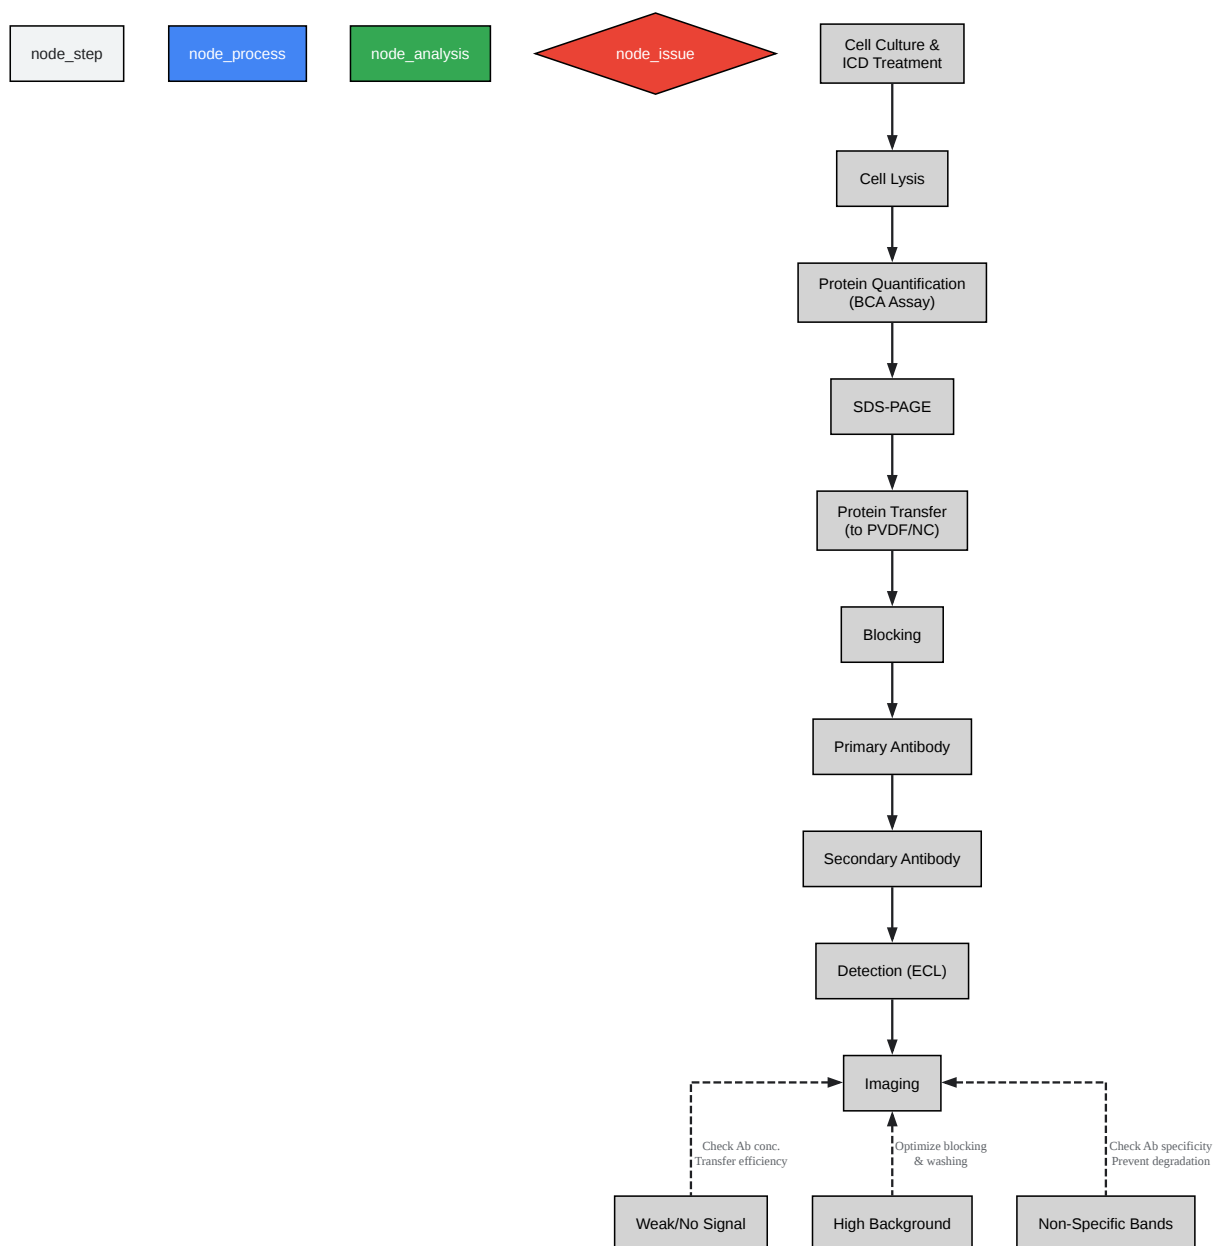 node_step
node_process
node_analysis
node_issue
Cell Culture &
ICD Treatment
Cell Lysis
Protein Quantification
(BCA Assay)
SDS-PAGE
Protein Transfer
(to PVDF/NC)
Blocking
Primary Antibody
Secondary Antibody
Detection (ECL)
Imaging
Check Ab conc.
Transfer efficiency
Optimize blocking
& washing
Check Ab specificity
Prevent degradation
Weak/No Signal
High Background
Non-Specific Bands